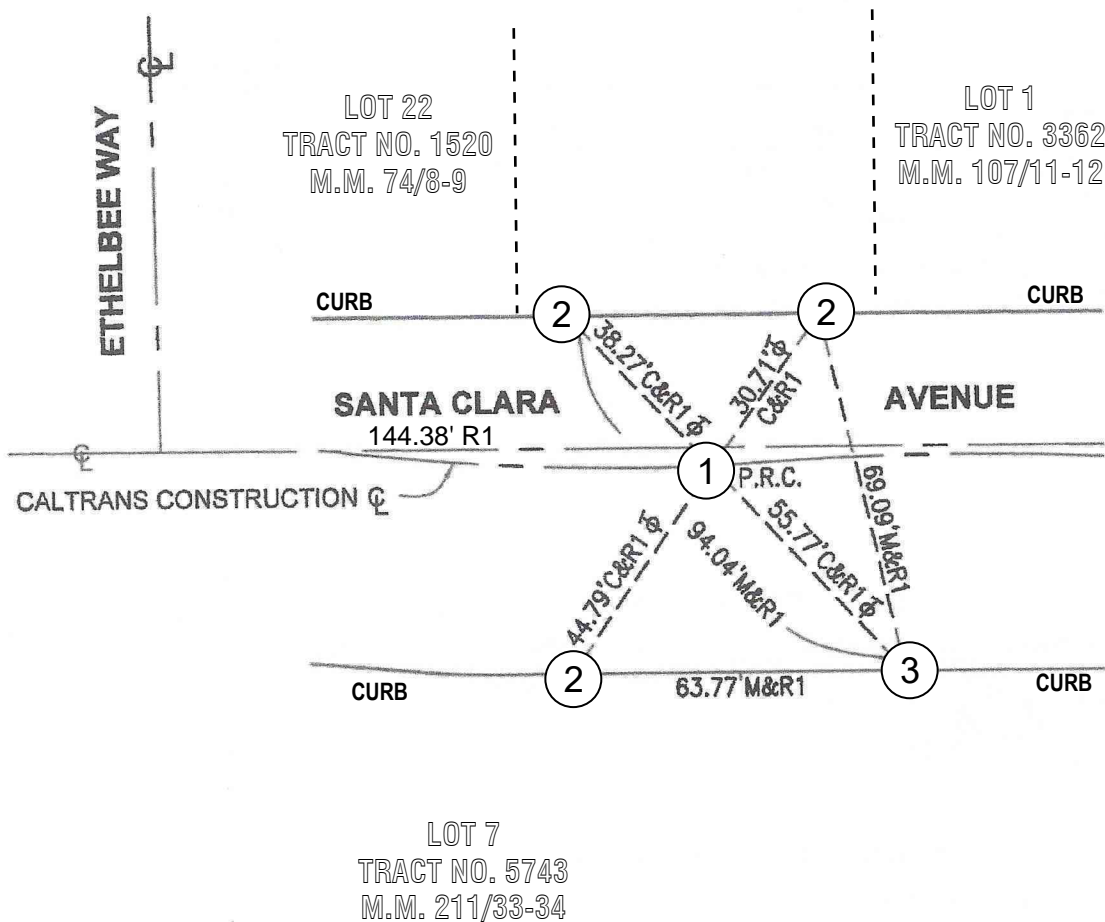 ETHELBEE WAY
LOT 22
TRACT NO. 1520
M.M. 74/8-9
LOT 1
TRACT NO. 3362
M.M. 107/11-12
CURB
2
2
CURB
38.27'C&R1
30.71'
C&R1
SANTA CLARA
AVENUE
144.38' R1
CALTRANS CONSTRUCTION ℄
1
P.R.C.
69.09'M&R1
55.77'C&R1
94.04'M&R1
44.79'C&R1
2
3
CURB
63.77'M&R1
CURB
LOT 7
TRACT NO. 5743
M.M. 211/33-34